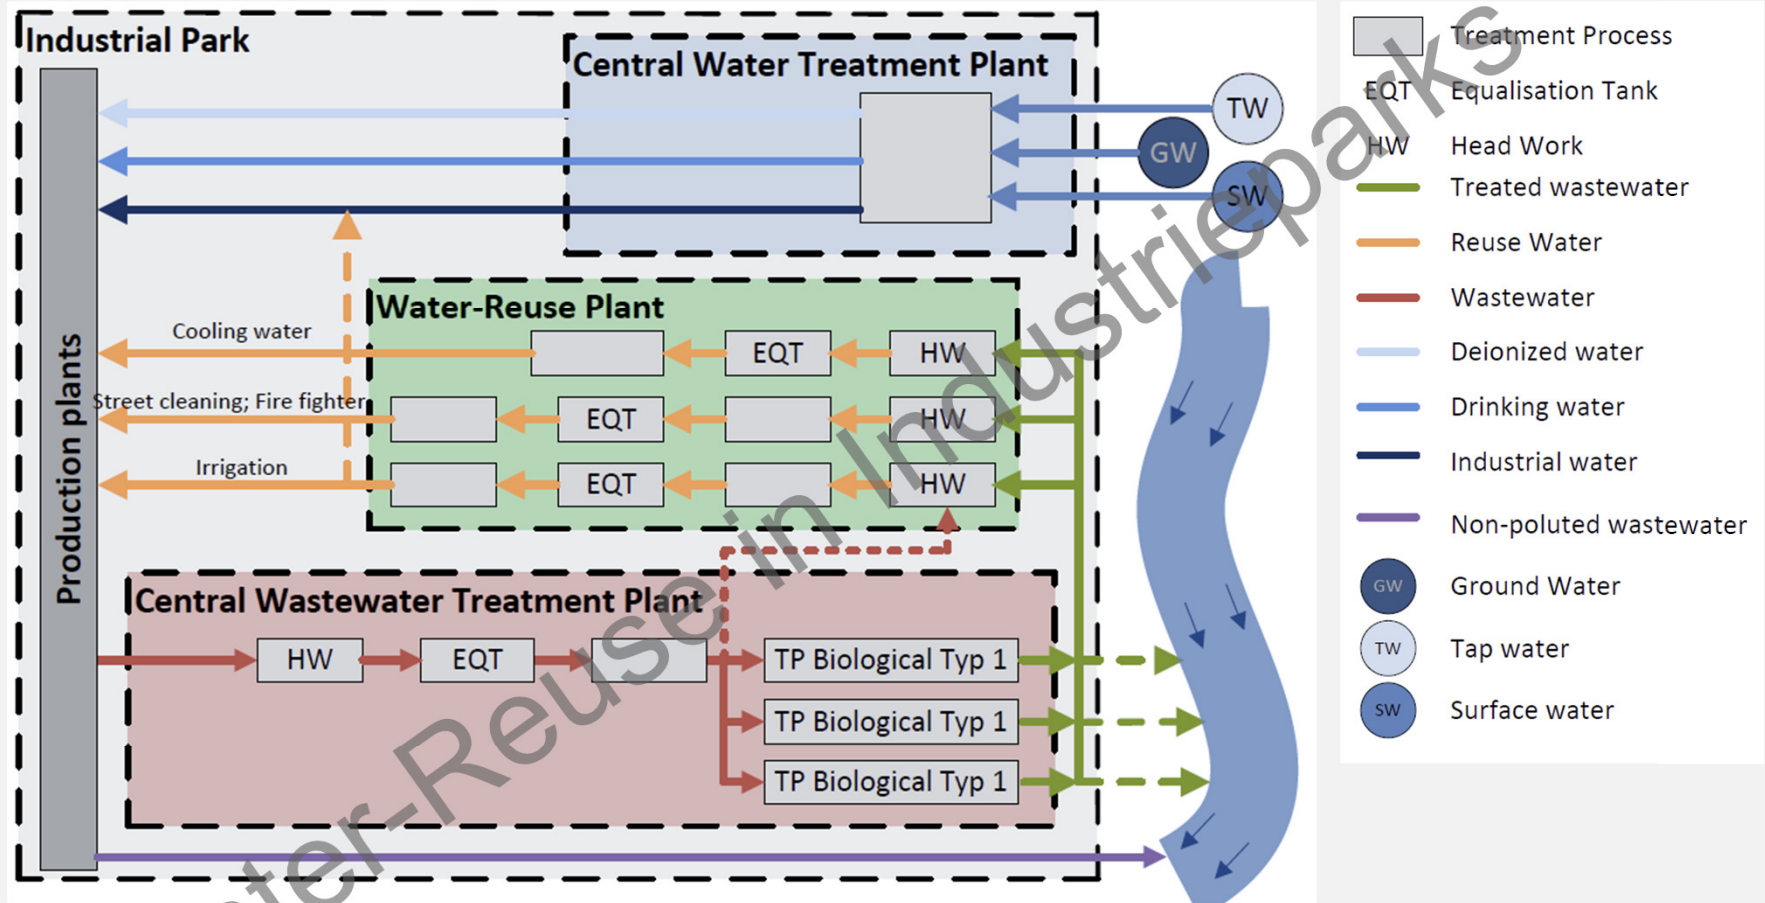 Industrial Park
Central Water Treatment Plant
TW
GW
SW
Water-Reuse Plant
Cooling water
EQT
HW
Street cleaning; Fire fighter
EQT
HW
Irrigation
EQT
HW
Production plants
Central Wastewater Treatment Plant
HW
EQT
TP Biological Typ 1
TP Biological Typ 1
TP Biological Typ 1
Treatment Process
EQT Equalisation Tank
HW Head Work
Treated wastewater
Reuse Water
Wastewater
Deionized water
Drinking water
Industrial water
Non-poluted wastewater
GW Ground Water
TW Tap water
SW Surface water
ter-Reuse in Industrieparks